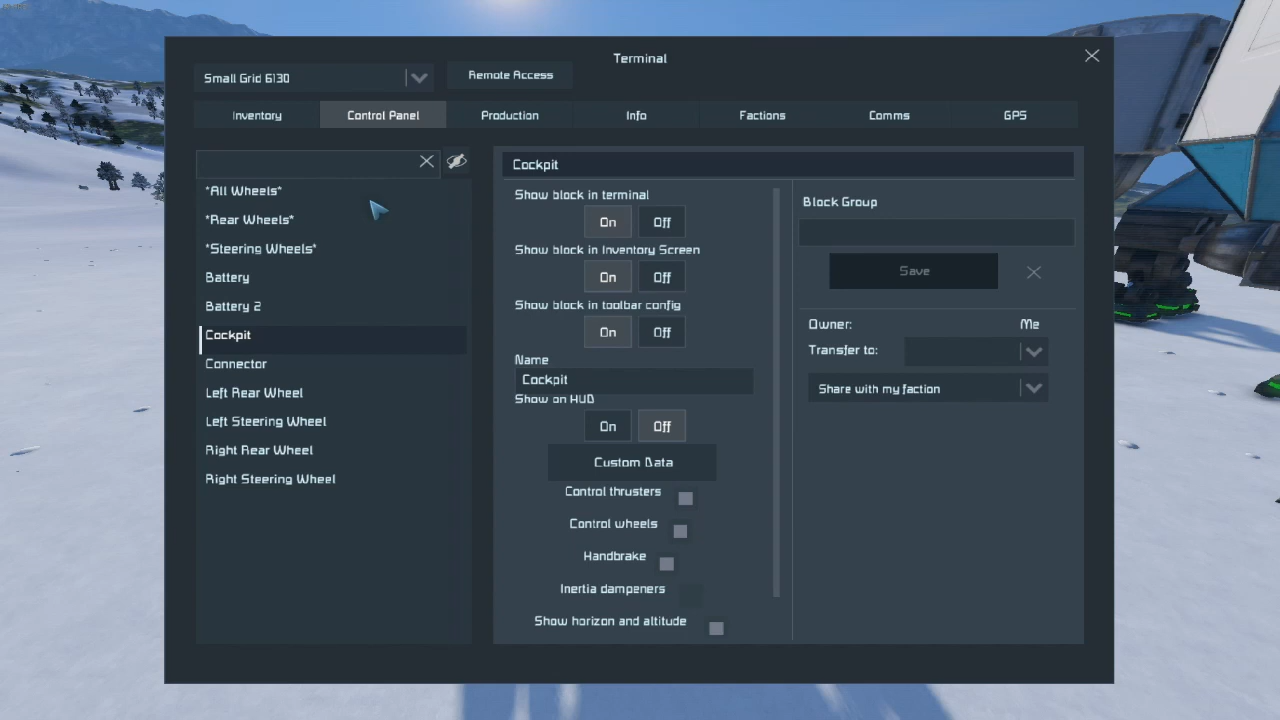 Terminal
Small Grid 6130
Remote Access
Inventory
Control Panel
Production
Info
Factions
Comms
GPS
*All Wheels*
*Rear Wheels*
*Steering Wheels*
Battery
Battery 2
Cockpit
Connector
Left Rear Wheel
Left Steering Wheel
Right Rear Wheel
Right Steering Wheel
Cockpit
Show block in terminal
On Off
Show block in Inventory Screen
On Off
Show block in toolbar config
On Off
Name
Cockpit
Show on HUD
On Off
Custom Data
Control thrusters
Control wheels
Handbrake
Inertia dampeners
Show horizon and altitude
Block Group
Save
Owner: Me
Transfer to:
Share with my faction